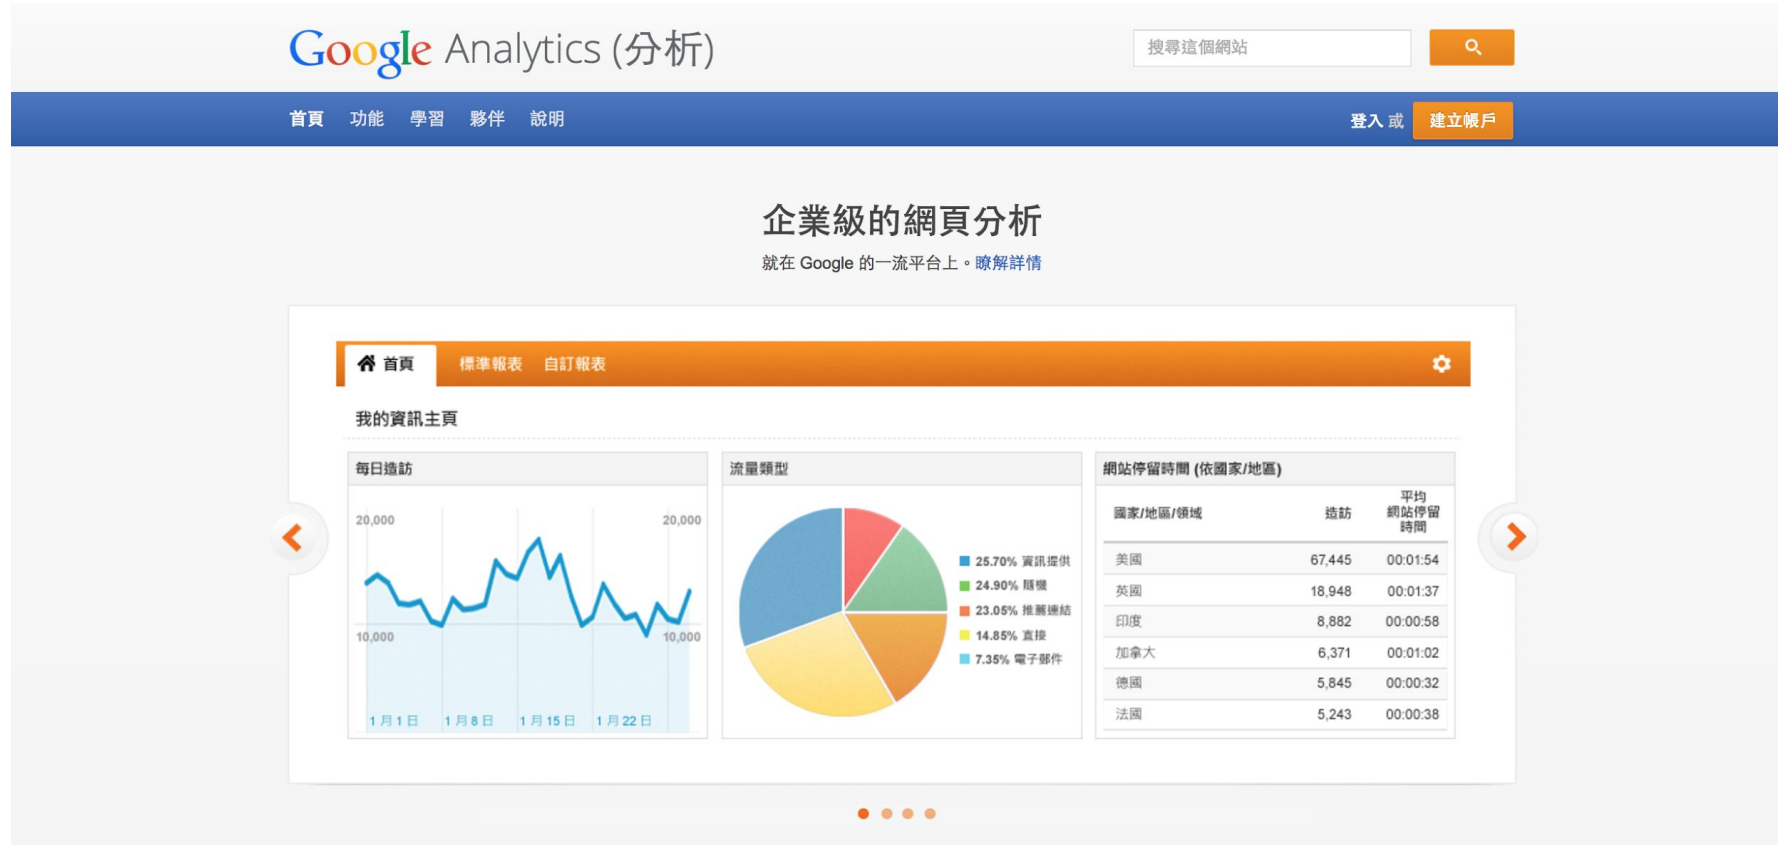 Google Analytics (分析)
搜尋這個網站
首頁 功能 學習 夥伴 說明
登入 或 建立帳戶
企業級的網頁分析
就在 Google 的一流平台上。瞭解詳情
首頁 標準報表 自訂報表
我的資訊主頁
每日造訪
20,000 20,000
10,000 10,000
1 月 1 日 1 月 8 日 1 月 15 日 1 月 22 日
流量類型
25.70% 資訊提供
24.90% 隨機
23.05% 推薦連結
14.85% 直接
7.35% 電子郵件
網站停留時間 (依國家/地區)
國家/地區/領域 造訪 平均
網站停留
時間
美國 67,445 00:01:54
英國 18,948 00:01:37
印度 8,882 00:00:58
加拿大 6,371 00:01:02
德國 5,845 00:00:32
法國 5,243 00:00:38